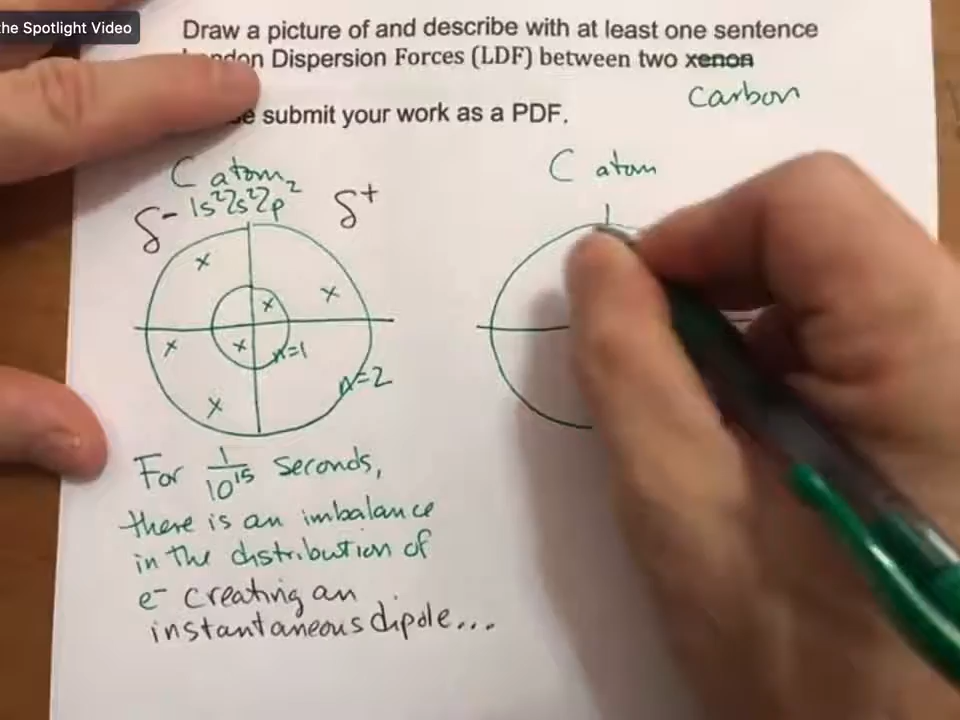 the Spotlight Video
Draw a picture of and describe with at least one sentence
Dispersion Forces (LDF) between two xenon
carbon
submit your work as a PDF.
C atom
1s²2s²2p²
δ- δ+
C atom
n=1
n=2
For 1/10¹⁵ seconds,
there is an imbalance
in the distribution of
e⁻ creating an
instantaneous dipole...